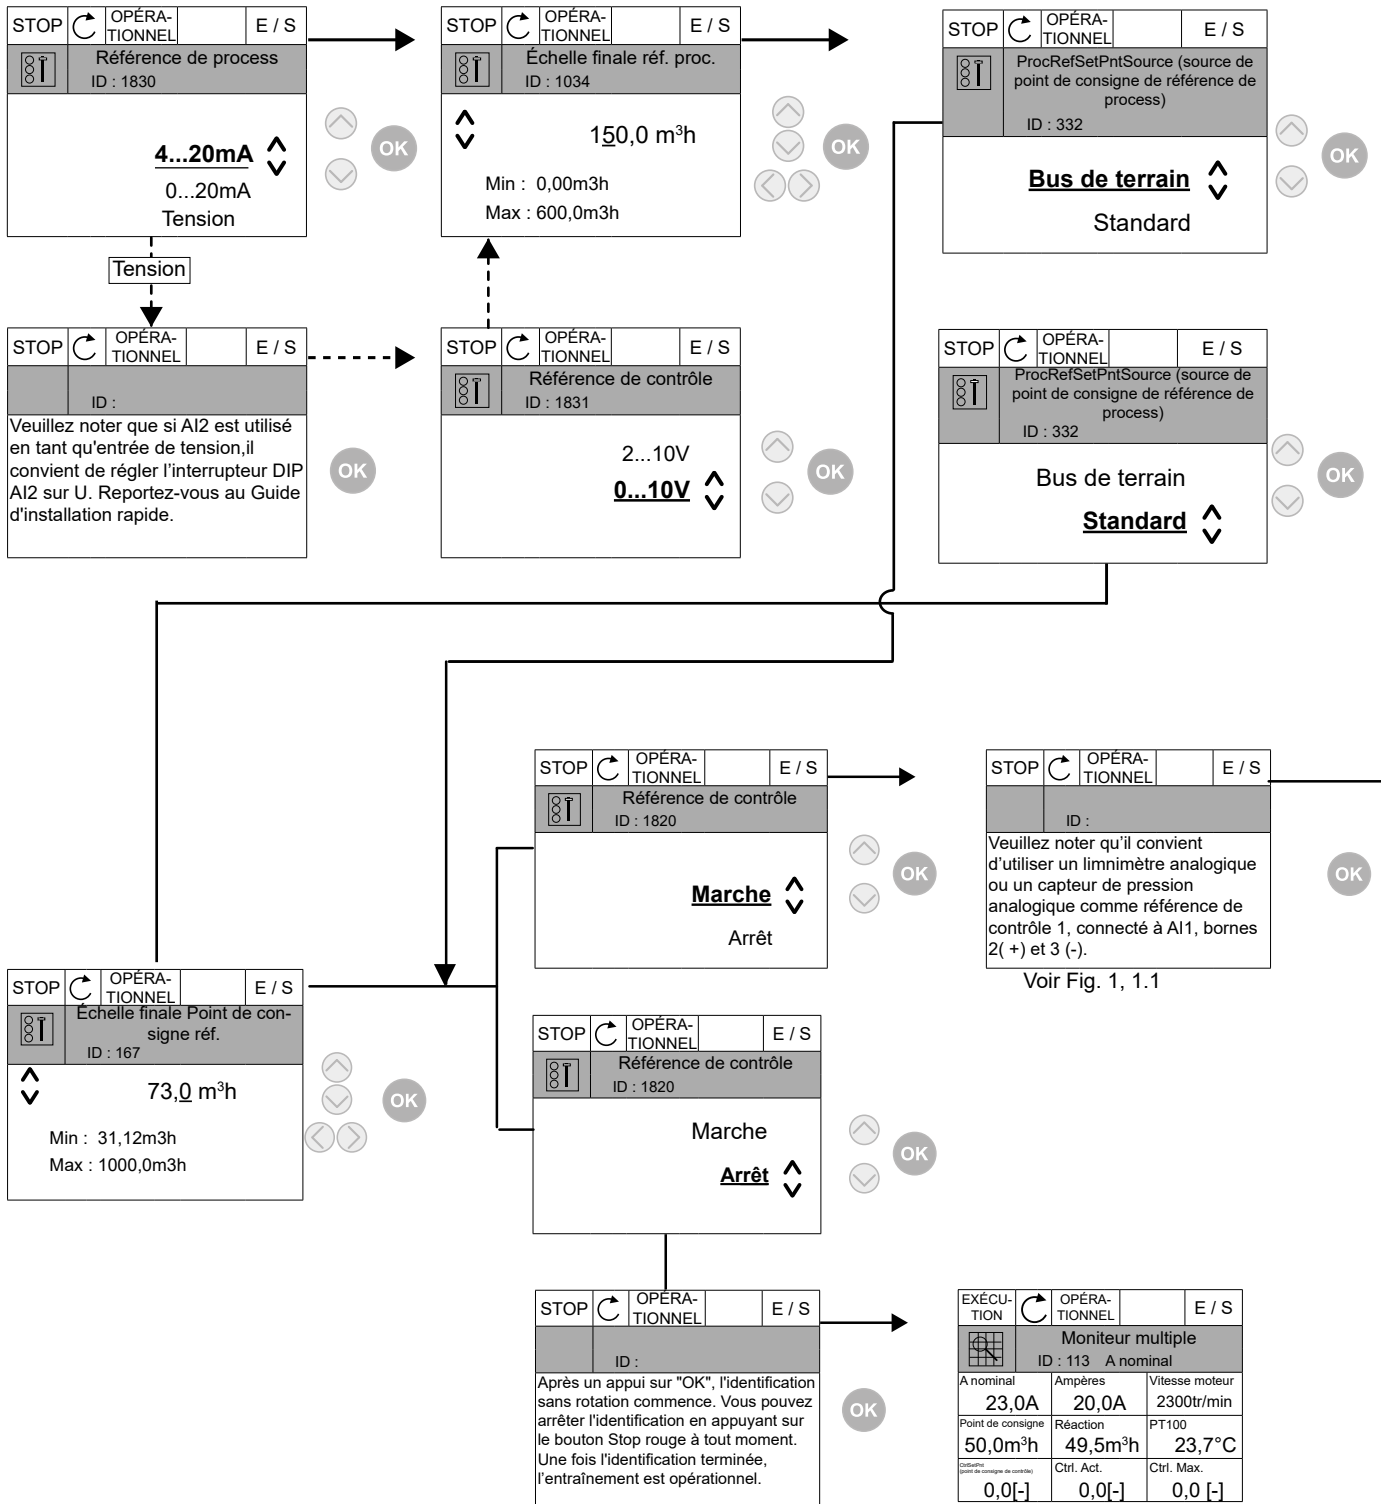 STOP
OPÉRA-
TIONNEL
E / S
Référence de process
ID : 1830
4...20mA
0...20mA
Tension
OK
STOP
OPÉRA-
TIONNEL
E / S
Échelle finale réf. proc.
ID : 1034
150,0 m³h
Min : 0,00m3h
Max : 600,0m3h
OK
STOP
OPÉRA-
TIONNEL
E / S
ProcRefSetPntSource (source de
point de consigne de référence de
process)
ID : 332
Bus de terrain
Standard
OK
Tension
STOP
OPÉRA-
TIONNEL
E / S
ID :
Veuillez noter que si AI2 est utilisé
en tant qu'entrée de tension,il
convient de régler l'interrupteur DIP
AI2 sur U. Reportez-vous au Guide
d'installation rapide.
OK
STOP
OPÉRA-
TIONNEL
E / S
Référence de contrôle
ID : 1831
2...10V
0...10V
OK
STOP
OPÉRA-
TIONNEL
E / S
ProcRefSetPntSource (source de
point de consigne de référence de
process)
ID : 332
Bus de terrain
Standard
OK
STOP
OPÉRA-
TIONNEL
E / S
Référence de contrôle
ID : 1820
Marche
Arrêt
OK
STOP
OPÉRA-
TIONNEL
E / S
ID :
Veuillez noter qu'il convient
d'utiliser un limnimètre analogique
ou un capteur de pression
analogique comme référence de
contrôle 1, connecté à AI1, bornes
2( +) et 3 (-).
OK
Voir Fig. 1, 1.1
STOP
OPÉRA-
TIONNEL
E / S
Échelle finale Point de con-
signe réf.
ID : 167
73,0 m³h
Min : 31,12m3h
Max : 1000,0m3h
OK
STOP
OPÉRA-
TIONNEL
E / S
Référence de contrôle
ID : 1820
Marche
Arrêt
OK
STOP
OPÉRA-
TIONNEL
E / S
ID :
Après un appui sur "OK", l'identification
sans rotation commence. Vous pouvez
arrêter l'identification en appuyant sur
le bouton Stop rouge à tout moment.
Une fois l'identification terminée,
l'entraînement est opérationnel.
OK
EXÉCU-
TION
OPÉRA-
TIONNEL
E / S
Moniteur multiple
ID : 113 A nominal
A nominal
Ampères
Vitesse moteur
23,0A
20,0A
2300tr/min
Point de consigne
Réaction
PT100
50,0m³h
49,5m³h
23,7°C
CtrlSetPnt
(point de consigne de contrôle)
Ctrl. Act.
Ctrl. Max.
0,0[-]
0,0[-]
0,0 [-]